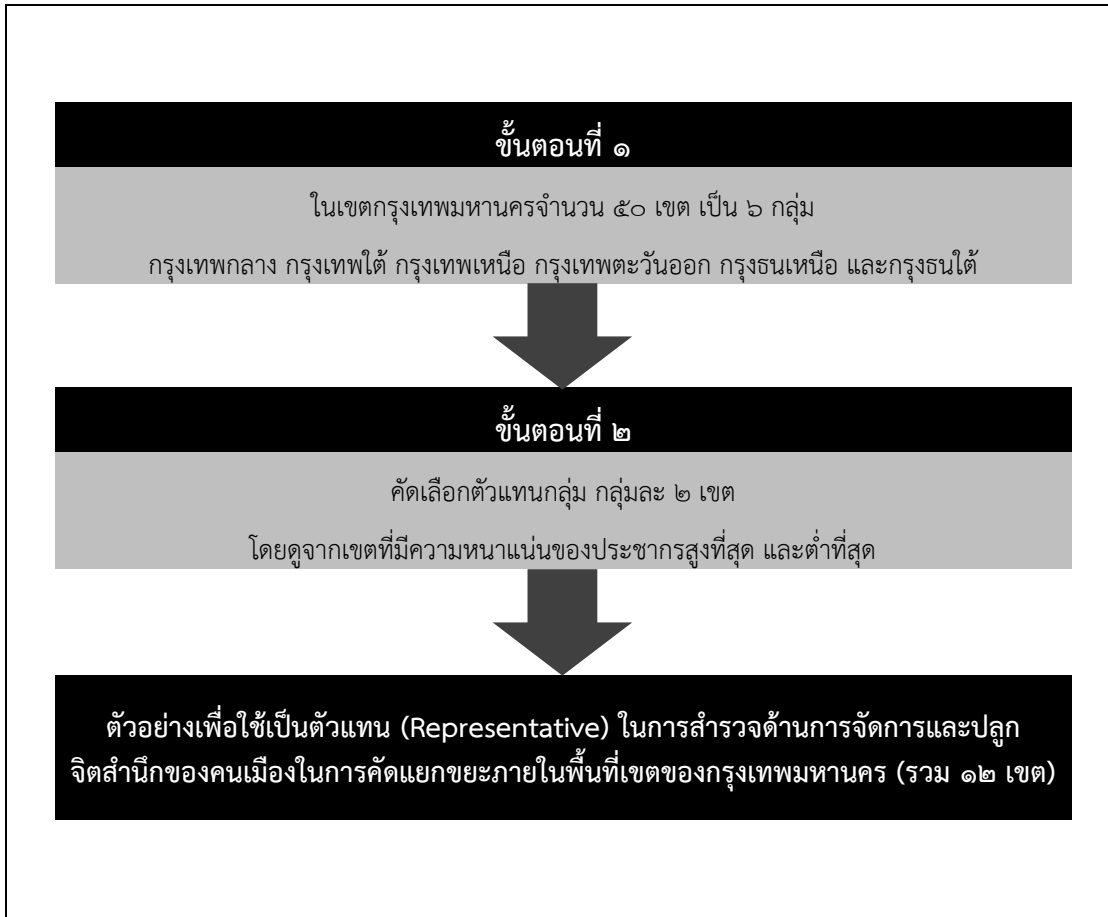 ขั้นตอนที่ ๑
ในเขตกรุงเทพมหานครจำนวน ๕๐ เขต เป็น ๖ กลุ่ม
กรุงเทพกลาง กรุงเทพใต้ กรุงเทพเหนือ กรุงเทพตะวันออก กรุงธนเหนือ และกรุงธนใต้
ขั้นตอนที่ ๒
คัดเลือกตัวแทนกลุ่ม กลุ่มละ ๒ เขต
โดยดูจากเขตที่มีความหนาแน่นของประชากรสูงที่สุด และต่ำที่สุด
ตัวอย่างเพื่อใช้เป็นตัวแทน (Representative) ในการสำรวจด้านการจัดการและปลูก
จิตสำนึกของคนเมืองในการคัดแยกขยะภายในพื้นที่เขตของกรุงเทพมหานคร (รวม ๑๒ เขต)